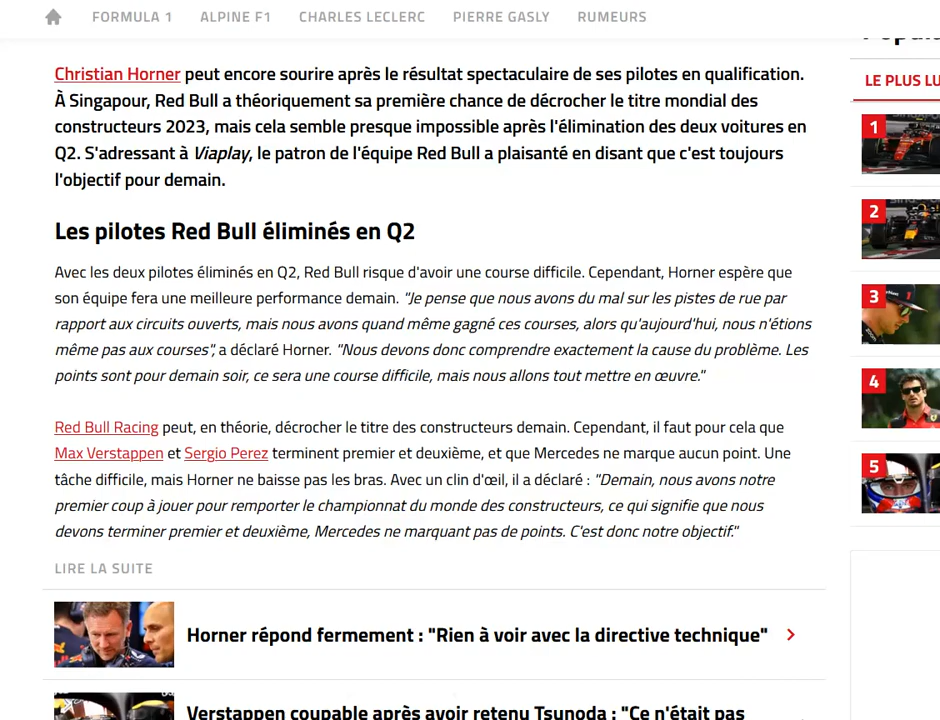 FORMULA 1 ALPINE F1 CHARLES LECLERC PIERRE GASLY RUMEURS
Christian Horner peut encore sourire après le résultat spectaculaire de ses pilotes en qualification.
À Singapour, Red Bull a théoriquement sa première chance de décrocher le titre mondial des
constructeurs 2023, mais cela semble presque impossible après l'élimination des deux voitures en
Q2. S'adressant à Viaplay, le patron de l'équipe Red Bull a plaisanté en disant que c'est toujours
l'objectif pour demain.
Les pilotes Red Bull éliminés en Q2
Avec les deux pilotes éliminés en Q2, Red Bull risque d'avoir une course difficile. Cependant, Horner espère que
son équipe fera une meilleure performance demain. "Je pense que nous avons du mal sur les pistes de rue par
rapport aux circuits ouverts, mais nous avons quand même gagné ces courses, alors qu'aujourd'hui, nous n'étions
même pas aux courses", a déclaré Horner. "Nous devons donc comprendre exactement la cause du problème. Les
points sont pour demain soir, ce sera une course difficile, mais nous allons tout mettre en œuvre."
Red Bull Racing peut, en théorie, décrocher le titre des constructeurs demain. Cependant, il faut pour cela que
Max Verstappen et Sergio Perez terminent premier et deuxième, et que Mercedes ne marque aucun point. Une
tâche difficile, mais Horner ne baisse pas les bras. Avec un clin d'œil, il a déclaré : "Demain, nous avons notre
premier coup à jouer pour remporter le championnat du monde des constructeurs, ce qui signifie que nous
devons terminer premier et deuxième, Mercedes ne marquant pas de points. C'est donc notre objectif."
LIRE LA SUITE
Horner répond fermement : "Rien à voir avec la directive technique"
Verstappen coupable après avoir retenu Tsunoda : "Ce n'était pas
LE PLUS LU
1
2
3
4
5